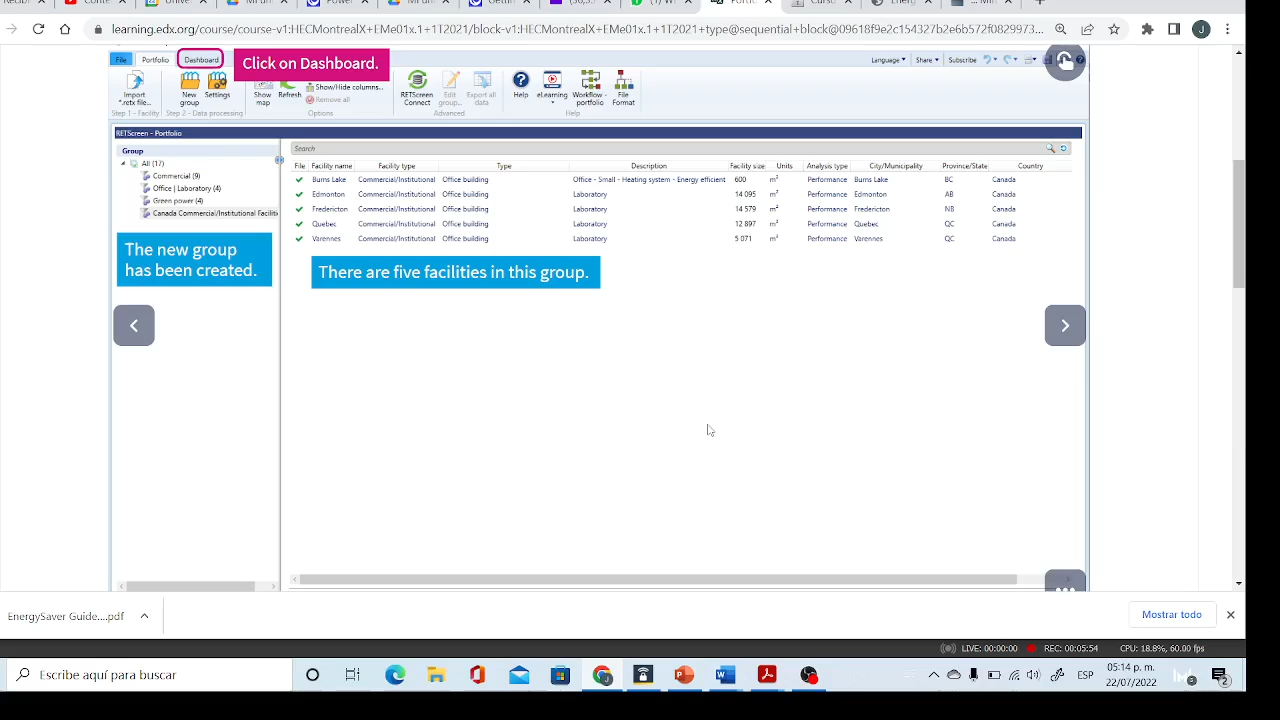 learning.edx.org/course/course-v1:HECMontrealX+EMe01x.1+1T2021/block-v1:HECMontrealX+EMe01x.1+1T2021+type@sequential+block@09618f9e2c154327b2e6b572f0829973...
File Portfolio Dashboard
Click on Dashboard.
Language Share Subscribe
Import *.retx file...
New group
Settings
Show map
Refresh
Show/Hide columns...
Remove all
RETScreen Connect
Edit group...
Export all data
Help
eLearning
Workflow - portfolio
File Format
Step 1 - Facility Step 2 - Data processing Options Advanced Help
RETScreen - Portfolio
Group
All (17)
Commercial (9)
Office | Laboratory (4)
Green power (4)
Canada Commercial/Institutional Faciliti
Search
File Facility name Facility type Type Description Facility size Units Analysis type City/Municipality Province/State Country
Burns Lake Commercial/Institutional Office building Office - Small - Heating system - Energy efficient 600 m² Performance Burns Lake BC Canada
Edmonton Commercial/Institutional Office building Laboratory 14 095 m² Performance Edmonton AB Canada
Fredericton Commercial/Institutional Office building Laboratory 14 579 m² Performance Fredericton NB Canada
Quebec Commercial/Institutional Office building Laboratory 12 897 m² Performance Quebec QC Canada
Varennes Commercial/Institutional Office building Laboratory 5 071 m² Performance Varennes QC Canada
The new group
has been created.
There are five facilities in this group.
EnergySaver Guide....pdf
Mostrar todo
LIVE: 00:00:00 REC: 00:05:54 CPU: 18.8%, 60.00 fps
Escribe aquí para buscar
ESP
05:14 p. m.
22/07/2022